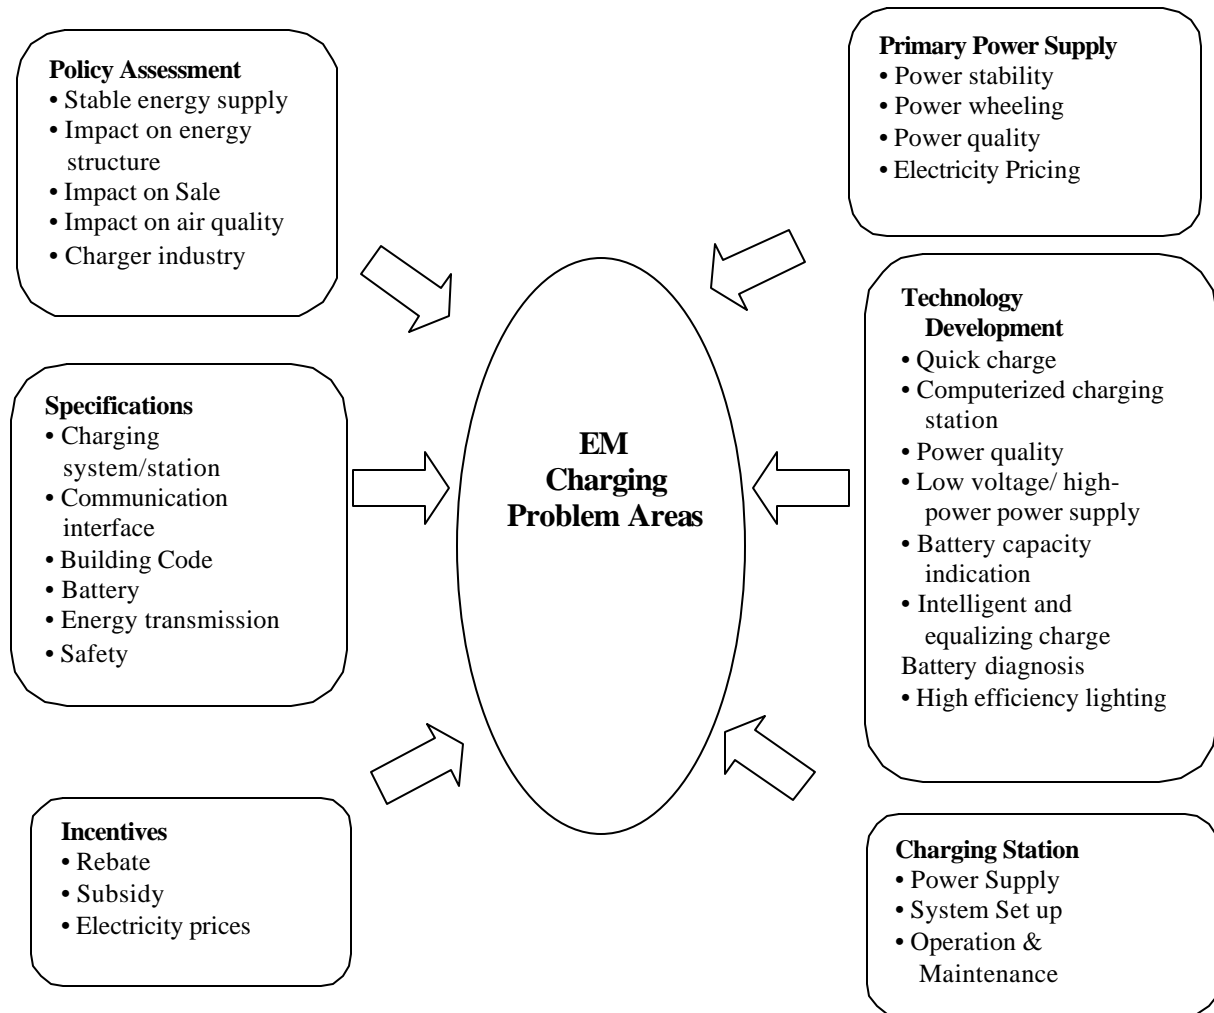 Policy Assessment
• Stable energy supply
• Impact on energy
structure
• Impact on Sale
• Impact on air quality
• Charger industry
Specifications
• Charging
system/station
• Communication
interface
• Building Code
• Battery
• Energy transmission
• Safety
Incentives
• Rebate
• Subsidy
• Electricity prices
EM
Charging
Problem Areas
Primary Power Supply
• Power stability
• Power wheeling
• Power quality
• Electricity Pricing
Technology
Development
• Quick charge
• Computerized charging
station
• Power quality
• Low voltage/ high-
power power supply
• Battery capacity
indication
• Intelligent and
equalizing charge
Battery diagnosis
• High efficiency lighting
Charging Station
• Power Supply
• System Set up
• Operation &
Maintenance